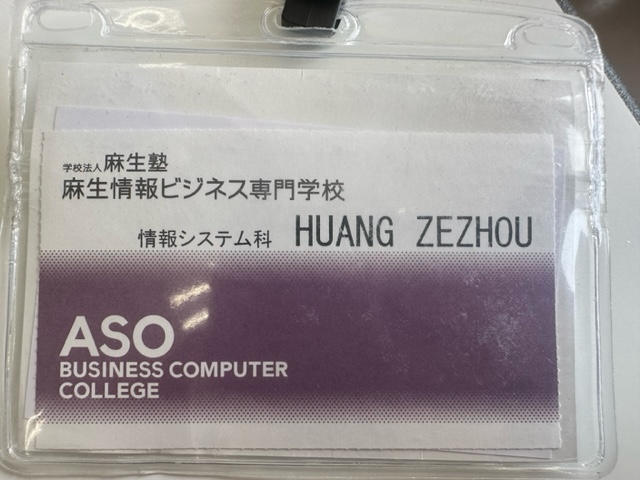 学校法人麻生塾
麻生情報ビジネス専門学校
情報システム科 HUANG ZEZHOU
ASO
BUSINESS COMPUTER
COLLEGE